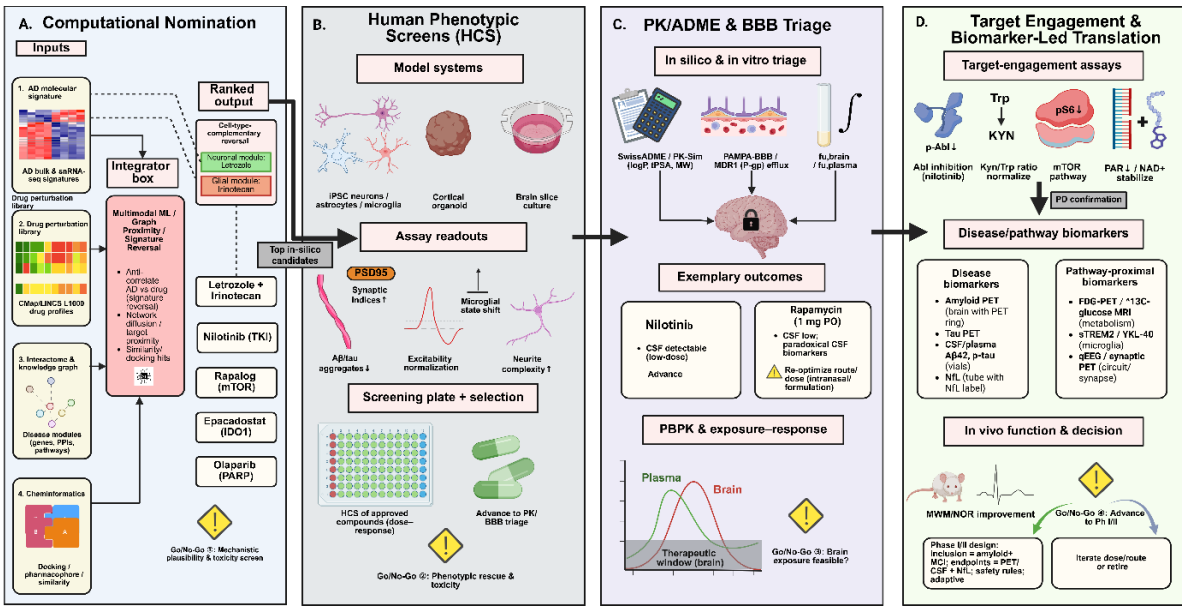 A. Computational Nomination
Inputs
1. AD molecular
signature
AD bulk & snRNA-
seq signatures
Drug perturbation library
2. Drug perturbation
library
CMap/LINCS L1000
drug profiles
3. Interactome &
knowledge graph
Disease modules
(genes, PPIs,
pathways)
4. Cheminformatics
Docking /
pharmacophore /
similarity
Integrator
box
Multimodal ML /
Graph
Proximity /
Signature
Reversal
• Anti-
correlate
AD vs drug
(signature
reversal)
• Network
diffusion /
target
proximity
• Similarity/
docking hits
Ranked
output
Cell-type-
complementary
reversal
Neuronal module:
Letrozole
Glial module:
Irinotecan
Top in-silico
candidates
Letrozole +
Irinotecan
Nilotinib (TKI)
Rapalog
(mTOR)
Epacadostat
(IDO1)
Olaparib
(PARP)
Go/No-Go ①: Mechanistic
plausibility & toxicity screen
B. Human Phenotypic
Screens (HCS)
Model systems
iPSC neurons /
astrocytes / microglia
Cortical
organoid
Brain slice
culture
Assay readouts
PSD95
Synaptic
Indices↑
Microglial
state shift
Aβ/tau
aggregates↓
Excitability
normalization
Neurite
complexity↑
Screening plate + selection
HCS of approved
compounds (dose–
response)
Advance to PK/
BBB triage
Go/No-Go ②: Phenotypic rescue &
toxicity
C. PK/ADME & BBB Triage
In silico & in vitro triage
SwissADME / PK-Sim
(logP, tPSA, MW)
PAMPA-BBB /
MDR1 (P-gp) efflux
fu,brain
/ fu,plasma
Exemplary outcomes
Nilotinib
• CSF detectable
(low-dose)
Advance
Rapamycin
(1 mg PO)
• CSF low;
paradoxical CSF
biomarkers
Re-optimize route/
dose (intranasal/
formulation)
PBPK & exposure–response
Plasma
Brain
Therapeutic
window (brain)
Go/No-Go ③: Brain
exposure feasible?
D. Target Engagement &
Biomarker-Led Translation
Target-engagement assays
p-Abl↓
Abl inhibition
(nilotinib)
Trp
KYN
Kyn/Trp ratio
normalize
pS6↓
mTOR
pathway
+
PAR↓ / NAD+
stabilize
PD confirmation
Disease/pathway biomarkers
Disease
biomarkers
• Amyloid PET
(brain with PET
ring)
• Tau PET
• CSF/plasma
Aβ42, p-tau
(vials)
• NfL (tube with
NfL label)
Pathway-proximal
biomarkers
• FDG-PET / ^13C-
glucose MRI
(metabolism)
• sTREM2 / YKL-40
(microglia)
• qEEG / synaptic
PET (circuit/
synapse)
In vivo function & decision
MWM/NOR improvement
Go/No-Go ④: Advance
to Ph I/II
Phase I/II design:
inclusion = amyloid+
MCI; endpoints = PET/
CSF + NfL; safety rules;
adaptive
Iterate dose/route
or retire